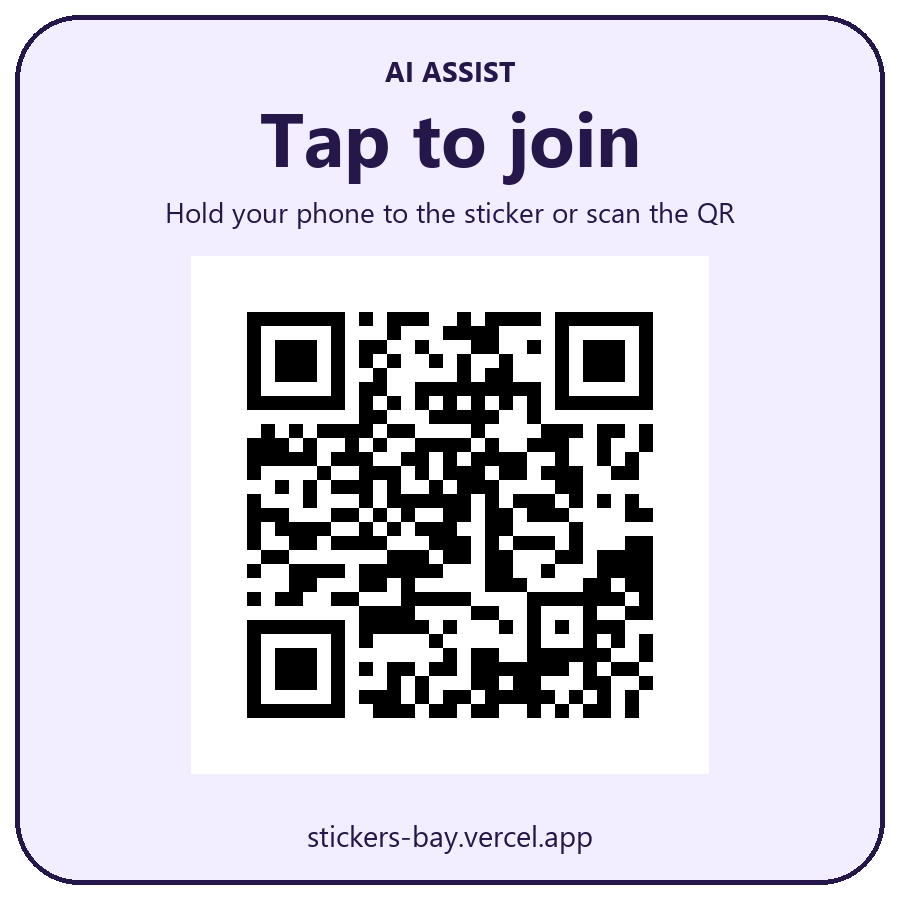 AI ASSIST
Tap to join
Hold your phone to the sticker or scan the QR
stickers-bay.vercel.app